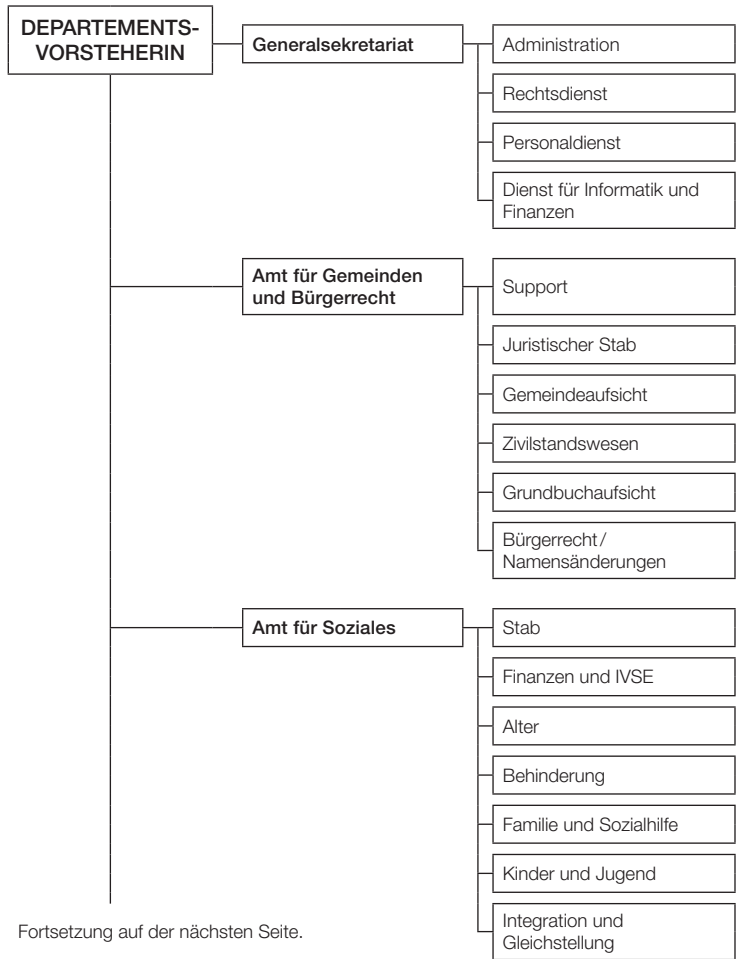 DEPARTEMENTS-
VORSTEHERIN
Generalsekretariat
Administration
Rechtsdienst
Personaldienst
Dienst für Informatik und
Finanzen
Amt für Gemeinden
und Bürgerrecht
Support
Juristischer Stab
Gemeindeaufsicht
Zivilstandswesen
Grundbuchaufsicht
Bürgerrecht/
Namensänderungen
Amt für Soziales
Stab
Finanzen und IVSE
Alter
Behinderung
Familie und Sozialhilfe
Kinder und Jugend
Integration und
Gleichstellung
Fortsetzung auf der nächsten Seite.